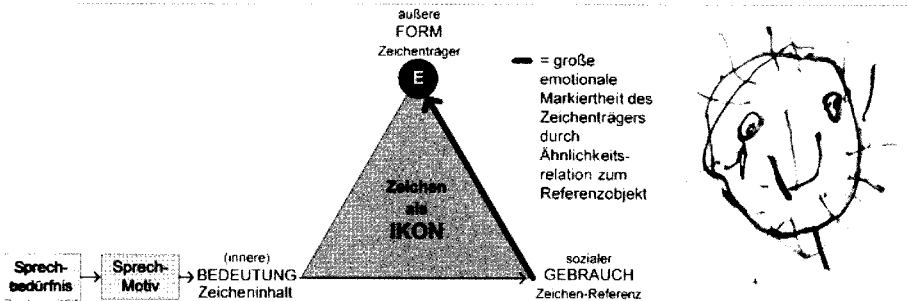 äußere
FORM
Zeichenträger
E
= große
emotionale
Markiertheit des
Zeichenträgers
durch
Ähnlichkeits-
relation zum
Referenzobjekt
Zeichen
als
IKON
Sprech-
bedürfnis
Sprech-
Motiv
(innere)
BEDEUTUNG
Zeicheninhalt
sozialer
GEBRAUCH
Zeichen-Referenz